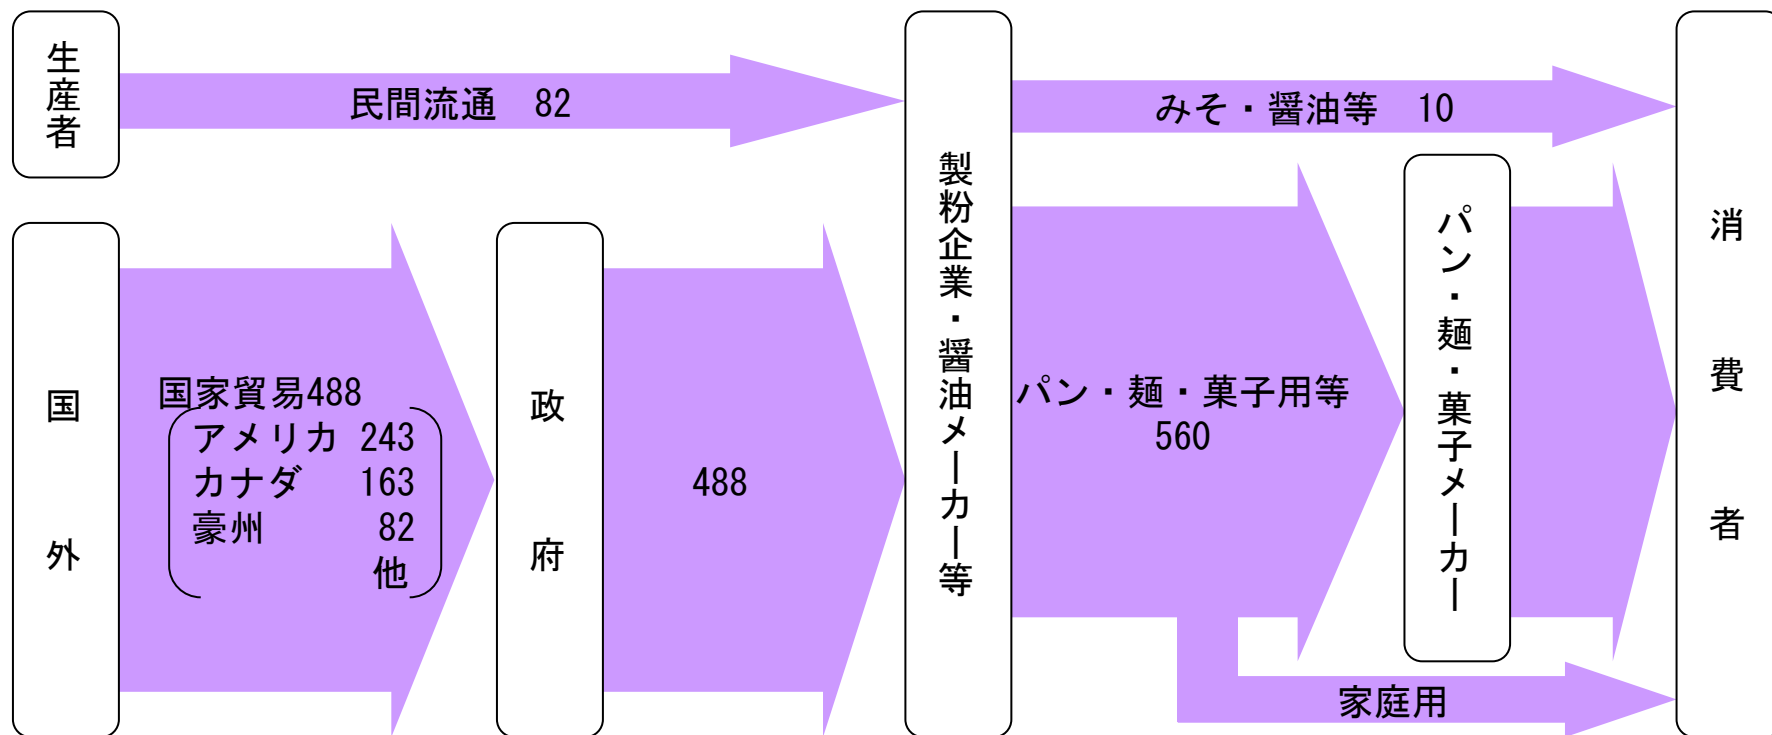 生産者
民間流通　82
国外
国家貿易488
アメリカ 243
カナダ　 163
豪州　　 82
他
政府
488
製粉企業・醤油メーカー等
みそ・醤油等　10
パン・麺・菓子用等
560
パン・麺・菓子メーカー
家庭用
消費者